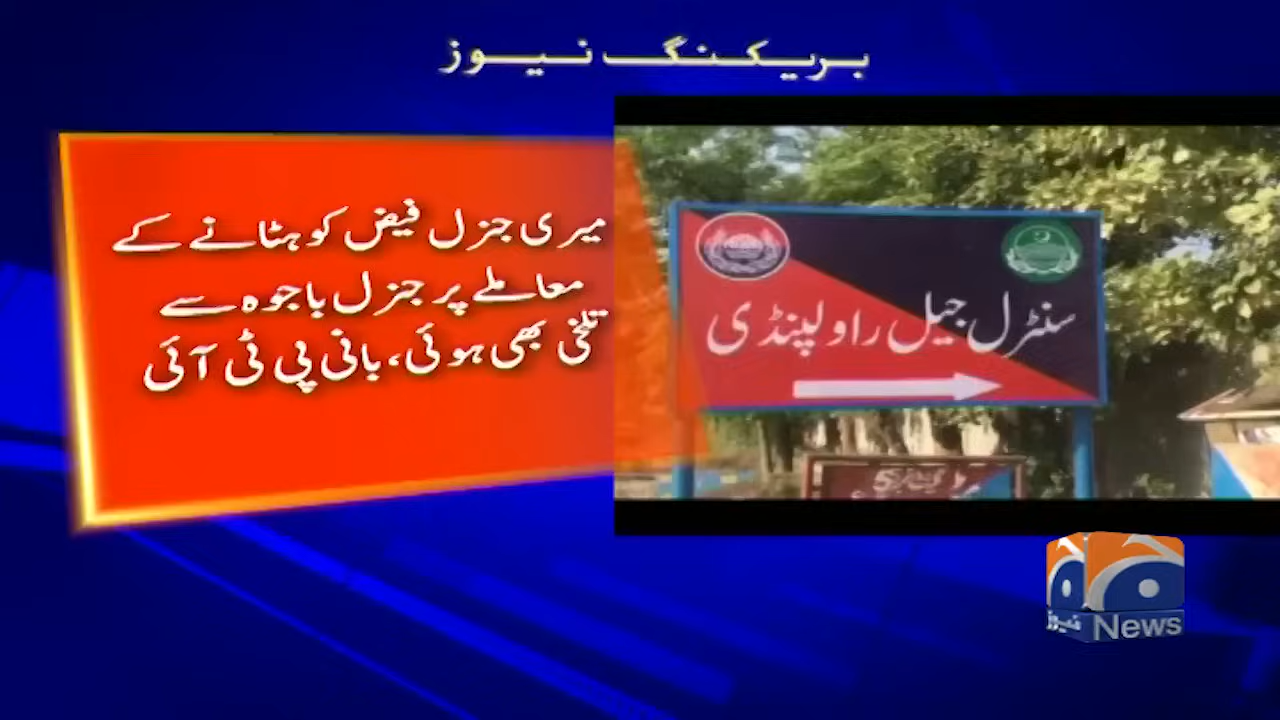 بریکنگ نیوز
میری جنرل فیض کو ہٹانے کے
معاملے پر جنرل باجوہ سے
تلخی بھی ہوئی، بانی پی ٹی آئی
سنٹرل جیل راولپنڈی
نیوز News